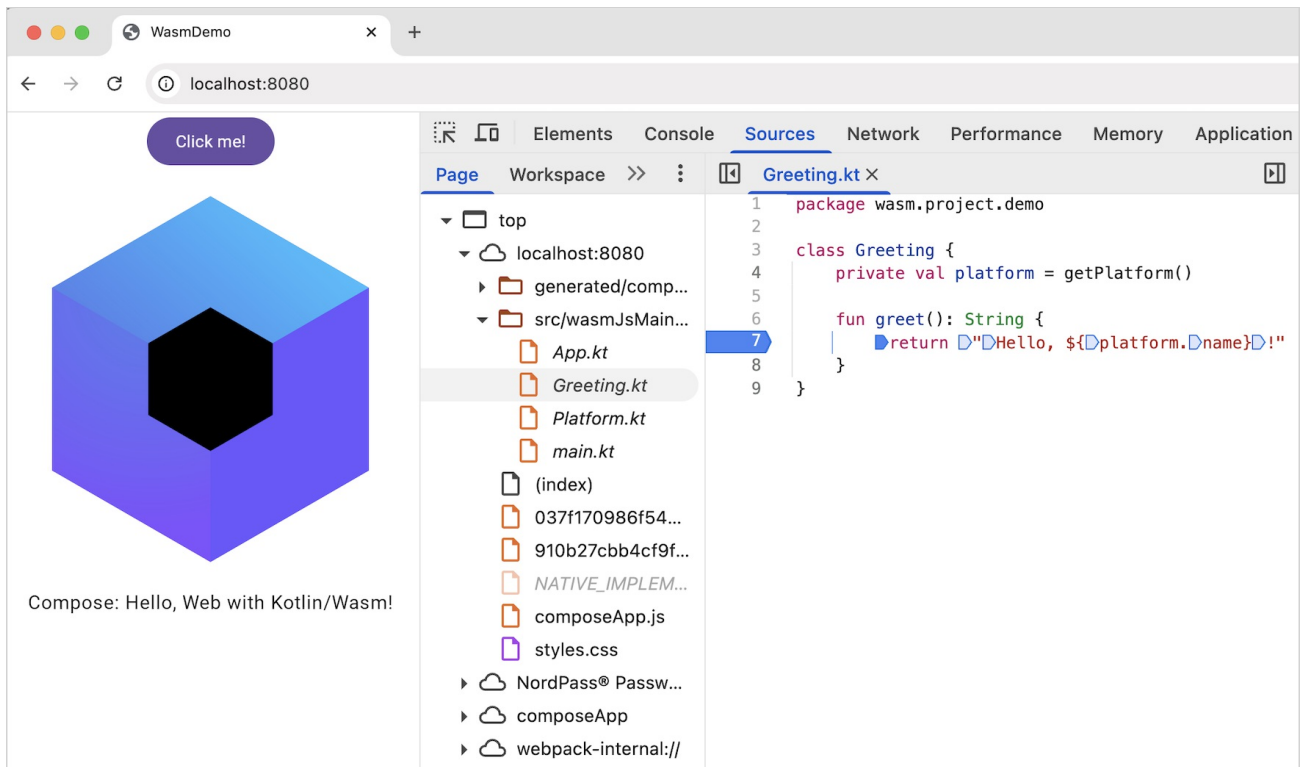 WasmDemo
localhost:8080
Click me!
Compose: Hello, Web with Kotlin/Wasm!
Elements Console Sources Network Performance Memory Application
Page Workspace
top
localhost:8080
generated/comp...
src/wasmJsMain...
App.kt
Greeting.kt
Platform.kt
main.kt
(index)
037f170986f54...
910b27cbb4cf9f...
NATIVE_IMPLEM...
composeApp.js
styles.css
NordPass® Passw...
composeApp
webpack-internal://
Greeting.kt
1 package wasm.project.demo
2
3 class Greeting {
4 private val platform = getPlatform()
5
6 fun greet(): String {
7 return "Hello, ${platform.name}!"
8 }
9 }